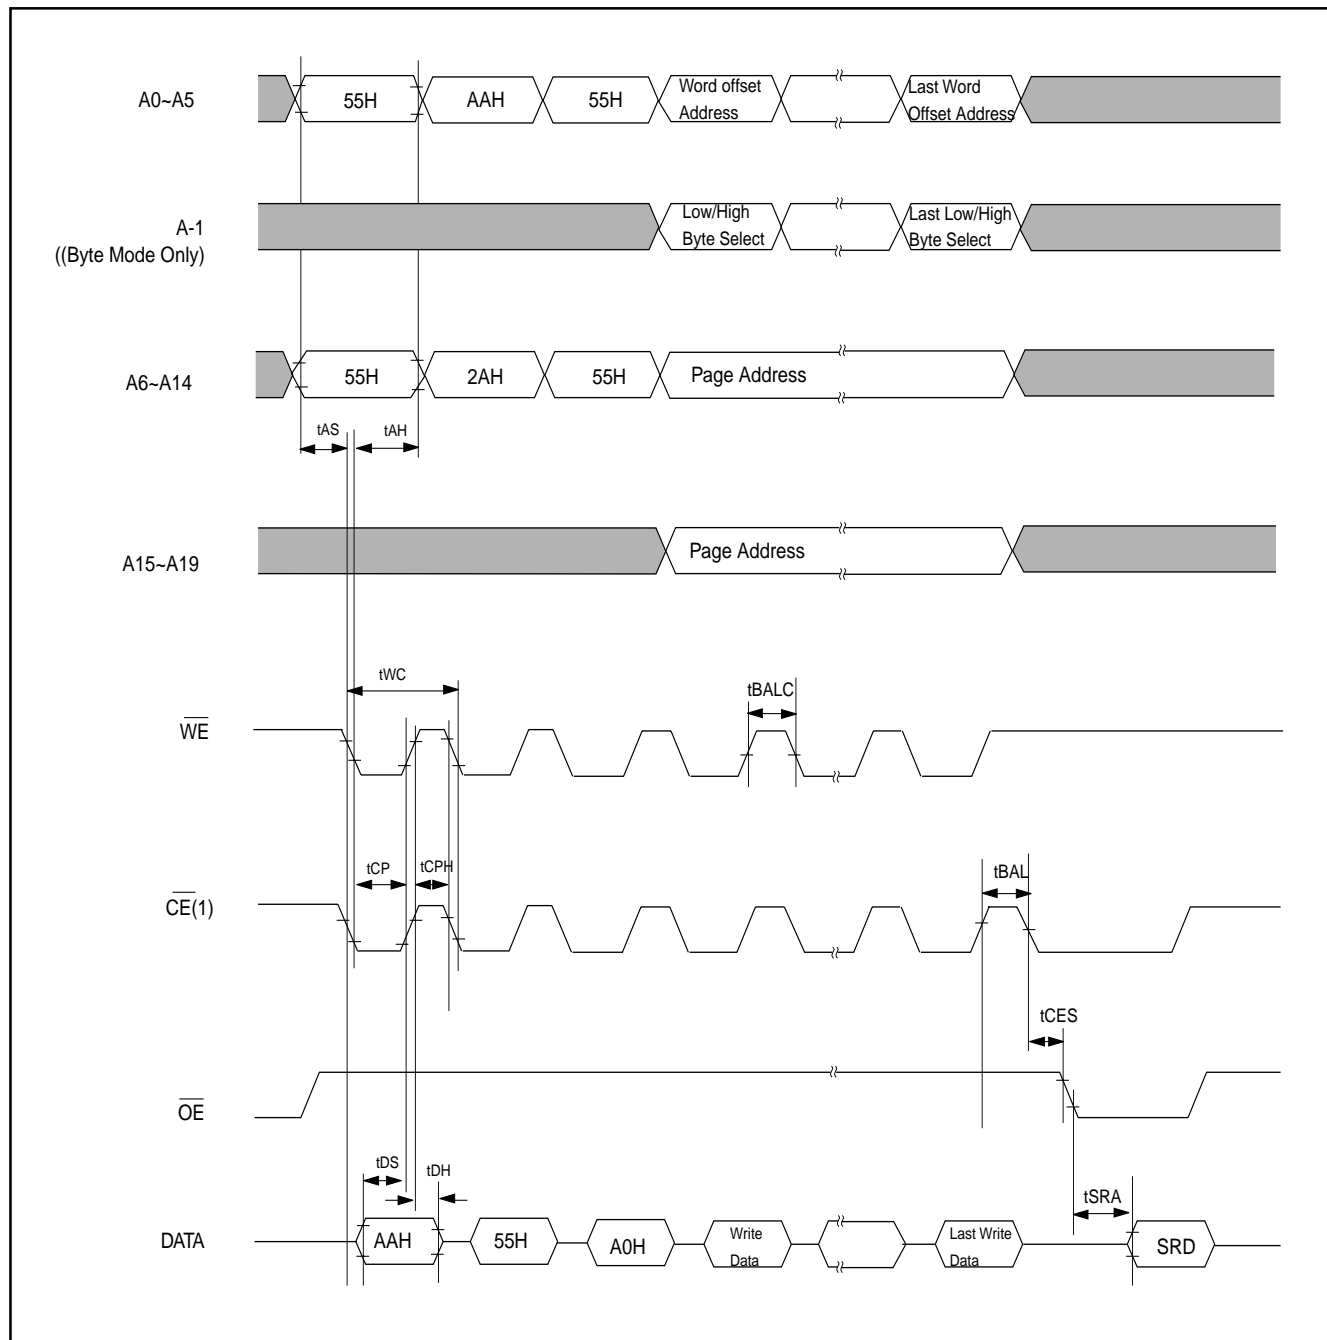 A0~A5
55H
AAH
55H
Word offset
Address
Last Word
Offset Address
A-1
((Byte Mode Only)
Low/High
Byte Select
Last Low/High
Byte Select
A6~A14
55H
2AH
55H
Page Address
tAS
tAH
A15~A19
Page Address
tWC
tBALC
WE
tCP
tCPH
tBAL
CE(1)
tCES
OE
tDS
tDH
tSRA
DATA
AAH
55H
A0H
Write
Data
Last Write
Data
SRD